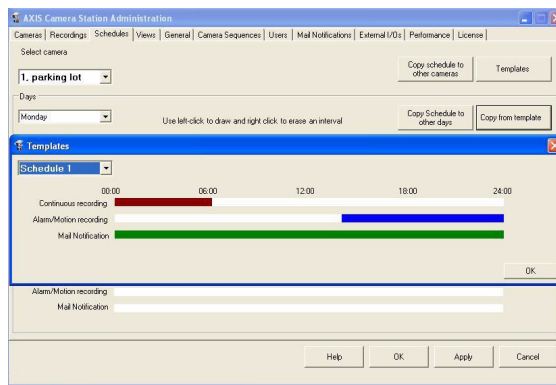 AXIS Camera Station Administration
Cameras Recordings Schedules Views General Camera Sequences Users Mail Notifications External I/Os Performance License
Select camera
1. parking lot
Copy schedule to
other cameras
Templates
Days
Monday
Use left-click to draw and right click to erase an interval
Copy Schedule to
other days
Copy from template
Templates
Schedule 1
00:00 06:00 12:00 18:00 24:00
Continuous recording
Alarm/Motion recording
Mail Notification
OK
Alarm/Motion recording
Mail Notification
Help OK Apply Cancel